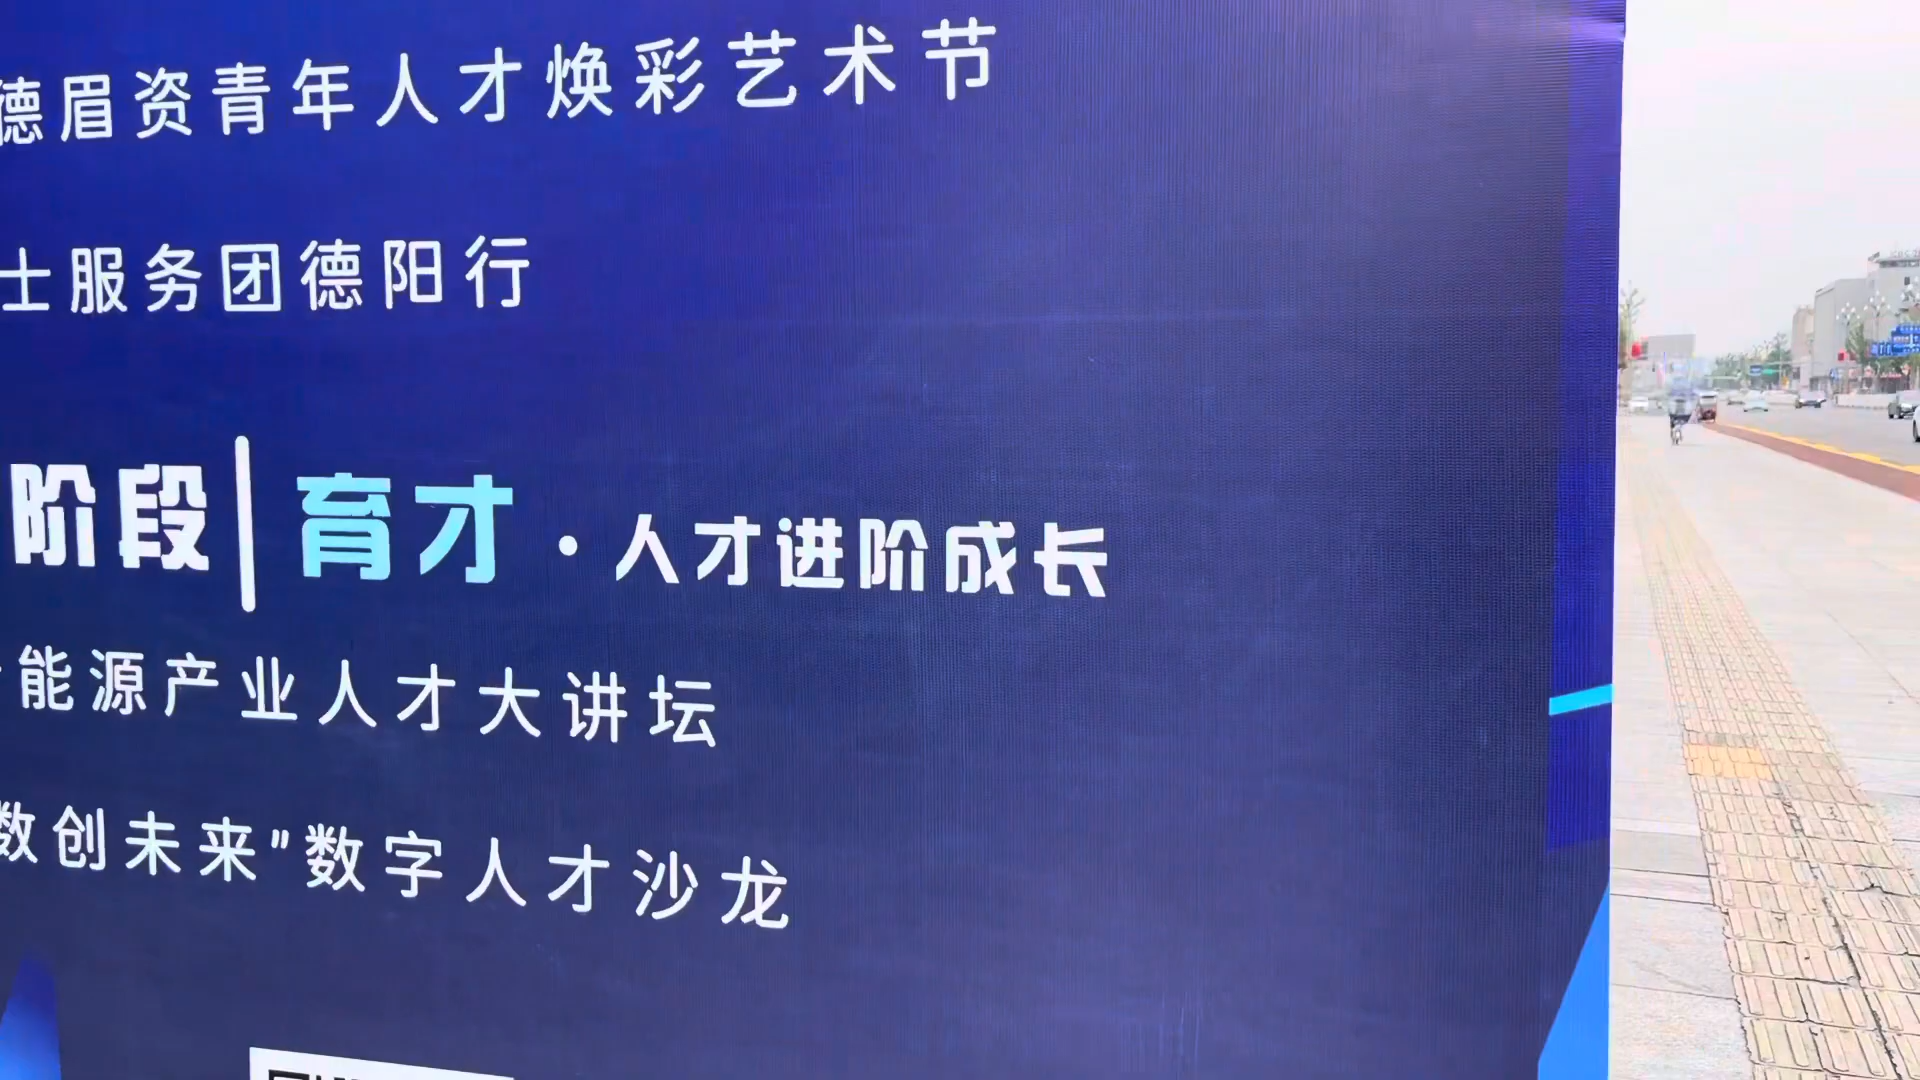 德眉资青年人才焕彩艺术节
士服务团德阳行
阶段|育才·人才进阶成长
能源产业人才大讲坛
数创未来"数字人才沙龙